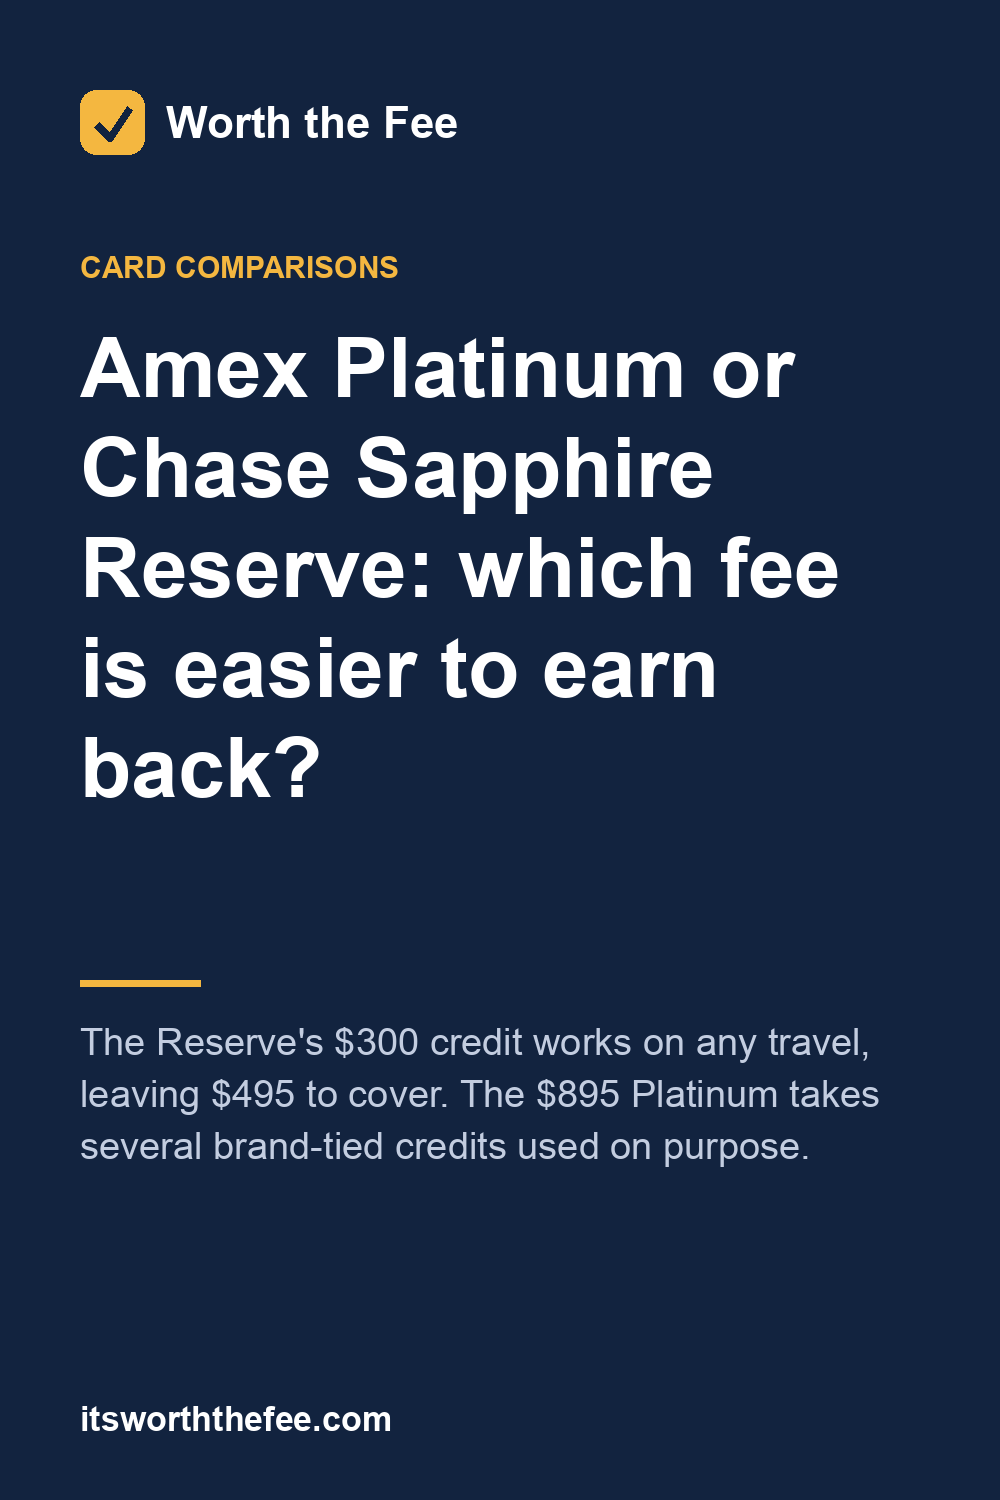 Worth the Fee
CARD COMPARISONS
Amex Platinum or
Chase Sapphire
Reserve: which fee
is easier to earn
back?
The Reserve's $300 credit works on any travel,
leaving $495 to cover. The $895 Platinum takes
several brand-tied credits used on purpose.
itsworththefee.com